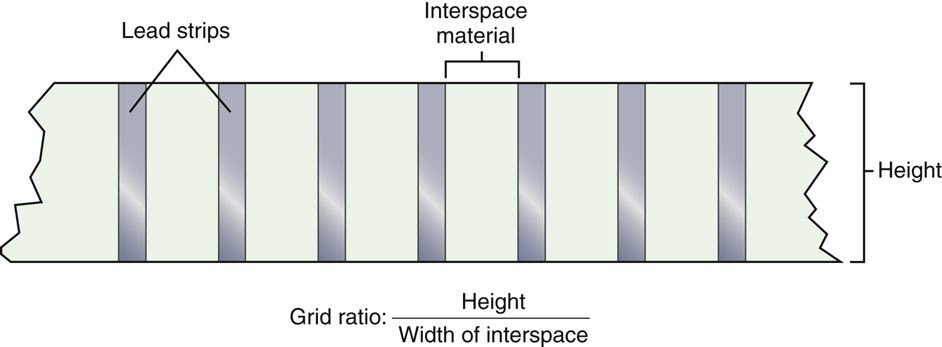 Lead strips
Interspace
material
Height
Grid ratio: Height
Width of interspace